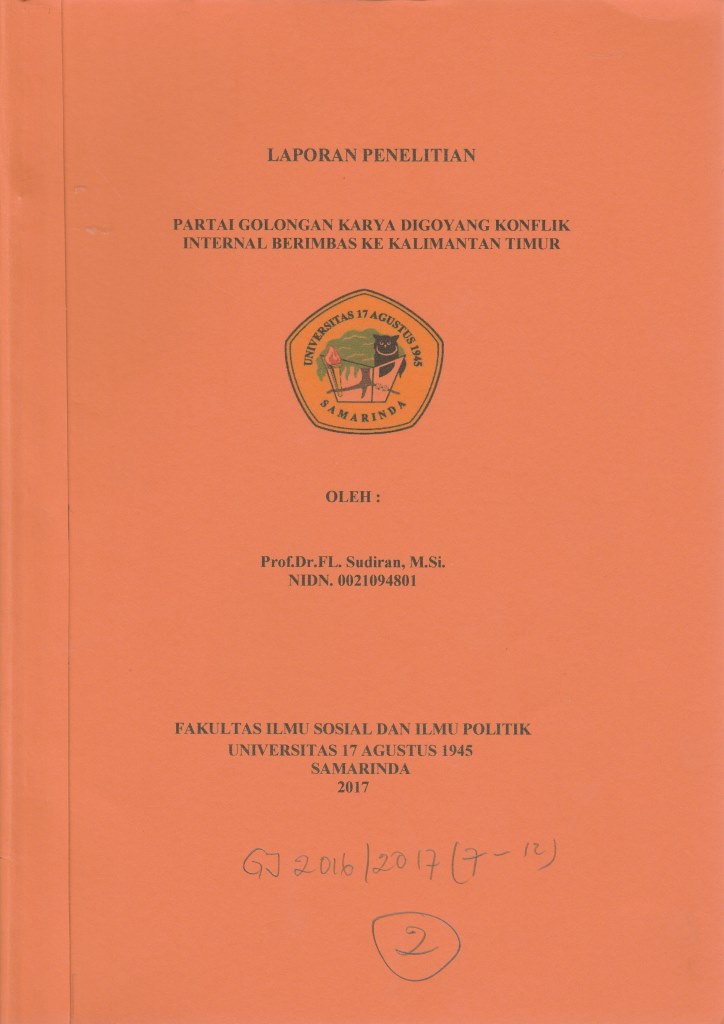 LAPORAN PENELITIAN
PARTAI GOLONGAN KARYA DIGOYANG KONFLIK
INTERNAL BERIMBAS KE KALIMANTAN TIMUR
UNIVERSITAS 17 AGUSTUS 1945
SAMARINDA
OLEH :
Prof.Dr.FL. Sudiran, M.Si.
NIDN. 0021094801
FAKULTAS ILMU SOSIAL DAN ILMU POLITIK
UNIVERSITAS 17 AGUSTUS 1945
SAMARINDA
2017
GJ 2016/2017 (7-12)
2